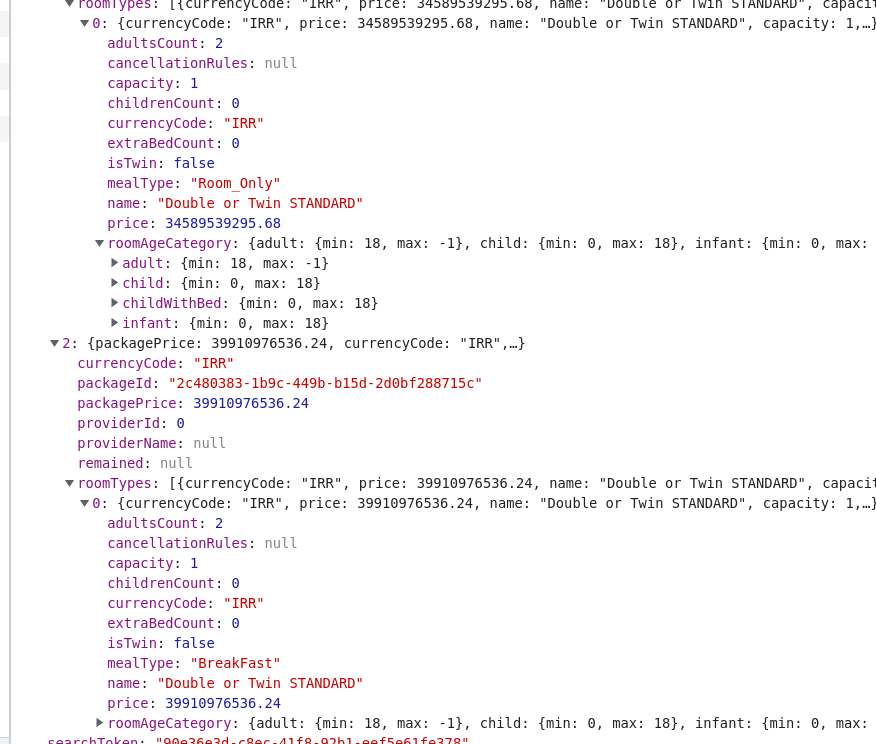 roomTypes: [{currencyCode: "IRR", price: 34589539295.68, name: "Double or Twin STANDARD", capacit
0: {currencyCode: "IRR", price: 34589539295.68, name: "Double or Twin STANDARD", capacity: 1,…}
adultsCount: 2
cancellationRules: null
capacity: 1
childrenCount: 0
currencyCode: "IRR"
extraBedCount: 0
isTwin: false
mealType: "Room_Only"
name: "Double or Twin STANDARD"
price: 34589539295.68
roomAgeCategory: {adult: {min: 18, max: -1}, child: {min: 0, max: 18}, infant: {min: 0, max:
adult: {min: 18, max: -1}
child: {min: 0, max: 18}
childWithBed: {min: 0, max: 18}
infant: {min: 0, max: 18}
2: {packagePrice: 39910976536.24, currencyCode: "IRR",…}
currencyCode: "IRR"
packageId: "2c480383-1b9c-449b-b15d-2d0bf288715c"
packagePrice: 39910976536.24
providerId: 0
providerName: null
remained: null
roomTypes: [{currencyCode: "IRR", price: 39910976536.24, name: "Double or Twin STANDARD", capacit
0: {currencyCode: "IRR", price: 39910976536.24, name: "Double or Twin STANDARD", capacity: 1,…}
adultsCount: 2
cancellationRules: null
capacity: 1
childrenCount: 0
currencyCode: "IRR"
extraBedCount: 0
isTwin: false
mealType: "BreakFast"
name: "Double or Twin STANDARD"
price: 39910976536.24
roomAgeCategory: {adult: {min: 18, max: -1}, child: {min: 0, max: 18}, infant: {min: 0, max:
searchToken: "90e36e3d-c8ec-41f8-92b1-eef5e61fe378"